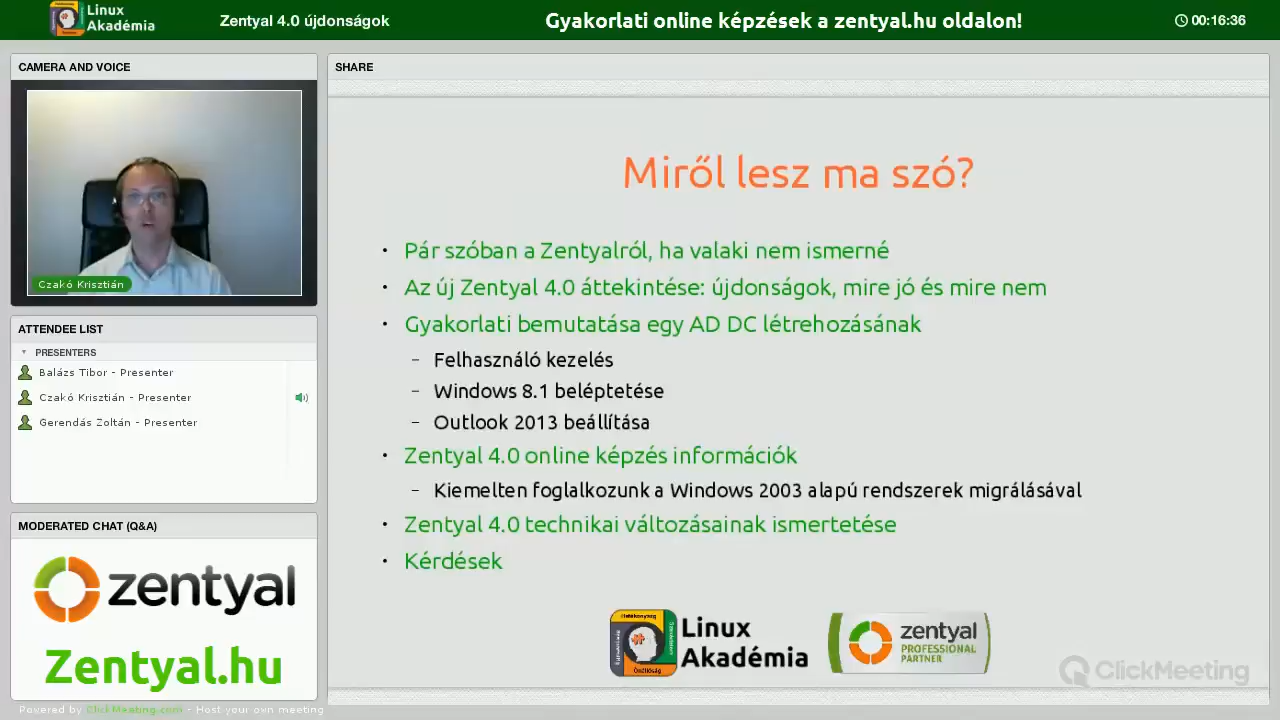 Linux
Akadémia
Zentyal 4.0 újdonságok
Gyakorlati online képzések a zentyal.hu oldalon!
00:16:36
CAMERA AND VOICE
Czakó Krisztián
ATTENDEE LIST
PRESENTERS
Balázs Tibor - Presenter
Czakó Krisztián - Presenter
Gerendás Zoltán - Presenter
MODERATED CHAT (Q&A)
zentyal
Zentyal.hu
Powered by ClickMeeting.com - Host your own meeting
SHARE
Miről lesz ma szó?
• Pár szóban a Zentyalról, ha valaki nem ismerné
• Az új Zentyal 4.0 áttekintése: újdonságok, mire jó és mire nem
• Gyakorlati bemutatása egy AD DC létrehozásának
– Felhasználó kezelés
– Windows 8.1 beléptetése
– Outlook 2013 beállítása
• Zentyal 4.0 online képzés információk
– Kiemelten foglalkozunk a Windows 2003 alapú rendszerek migrálásával
• Zentyal 4.0 technikai változásainak ismertetése
• Kérdések
Hatékonyság
Önállóság
Linux
Akadémia
zentyal
PROFESSIONAL
PARTNER
ClickMeeting